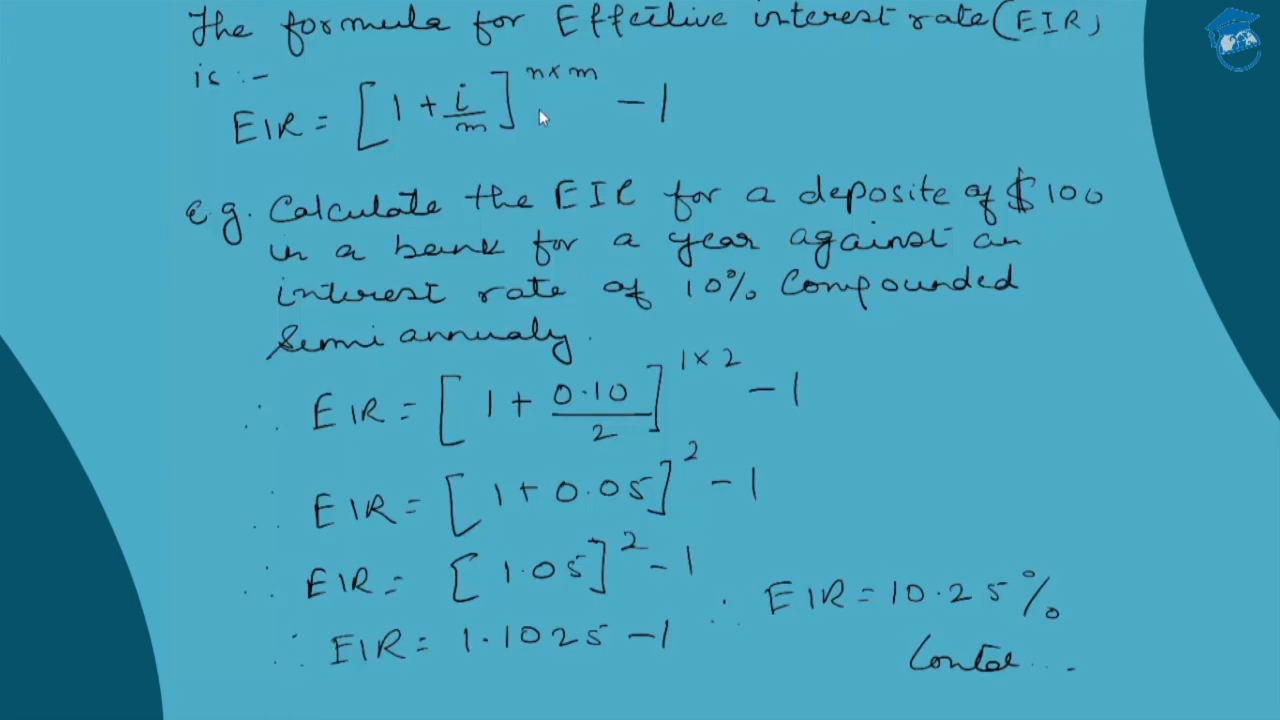 The formula for Effective interest rate (EIR)
is :-
EIR = [1 + i/m]^n×m - 1
e.g. Calculate the EIR for a deposite of $100
in a bank for a year against an
interest rate of 10% Compounded
Semi annualy.
∴ EIR = [1 + 0.10/2]^1×2 - 1
∴ EIR = [1 + 0.05]^2 - 1
∴ EIR = [1.05]^2 - 1
∴ EIR = 1.1025 - 1
∴ EIR = 10.25%